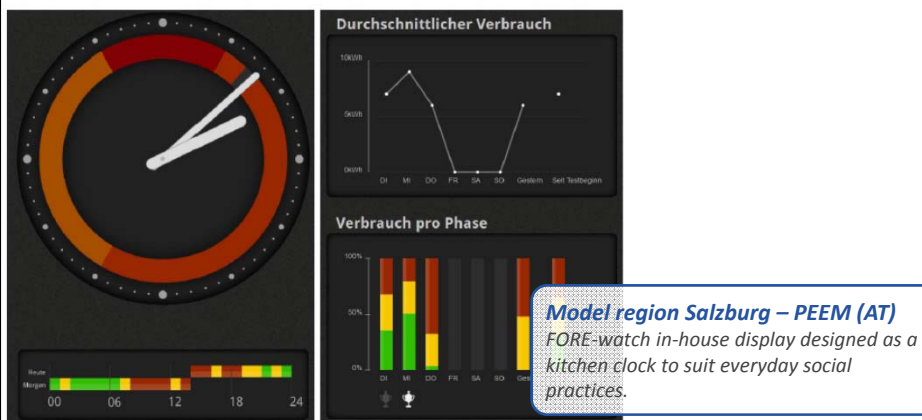 Durchschnittlicher Verbrauch
10kWh
5kWh
0kWh
DI MI DO FR SA SO Gestern Seit Testbeginn
Verbrauch pro Phase
100%
50%
0%
DI MI DO FR SA SO
Heute
Morgen
00 06 12 18 24
Model region Salzburg – PEEM (AT)
FORE-watch in-house display designed as a
kitchen clock to suit everyday social
practices.